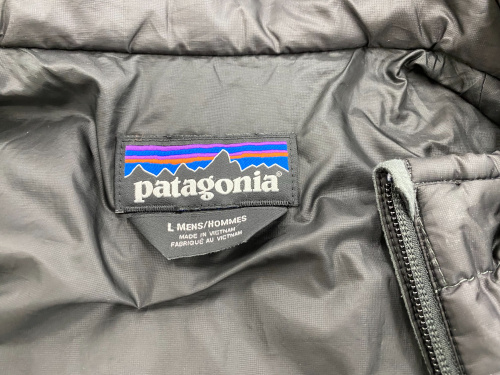 patagonia®
L MENS/HOMMES
MADE IN VIETNAM
FABRIQUÉ AU VIETNAM